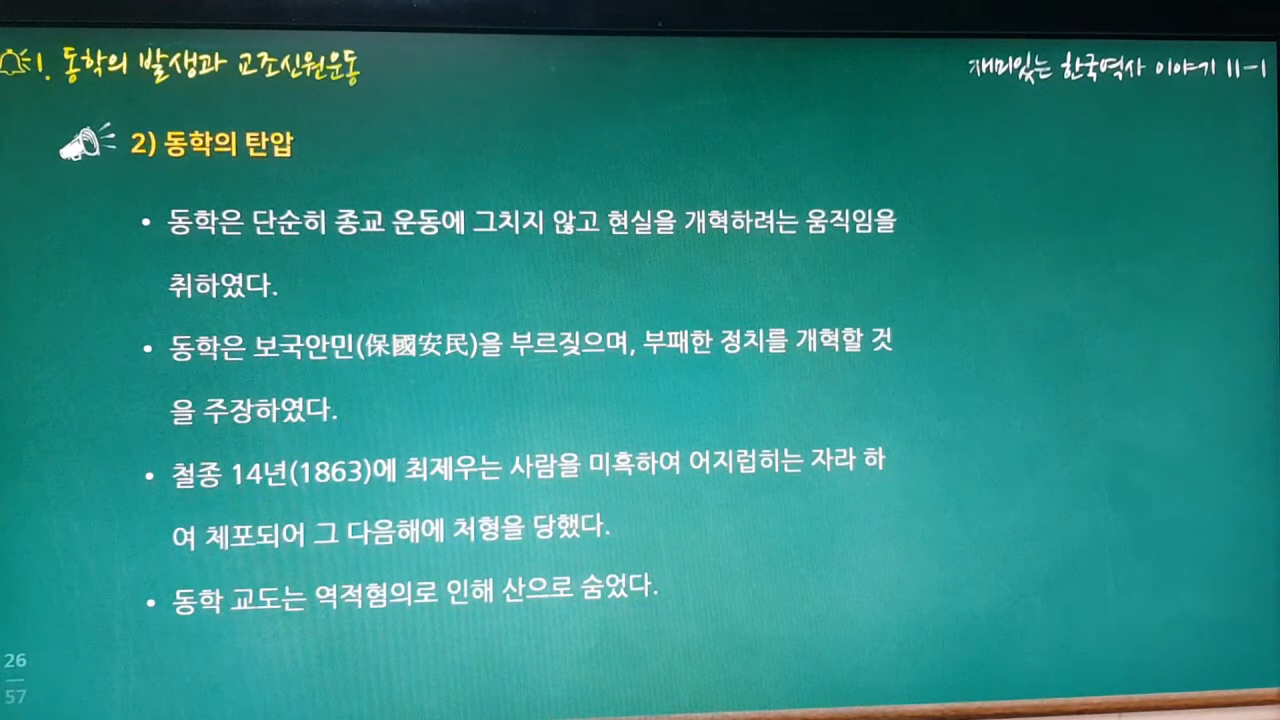 1. 동학의 발생과 교조신원운동
재미있는 한국역사 이야기 11-1
2) 동학의 탄압
• 동학은 단순히 종교 운동에 그치지 않고 현실을 개혁하려는 움직임을
취하였다.
• 동학은 보국안민(保國安民)을 부르짖으며, 부패한 정치를 개혁할 것
을 주장하였다.
• 철종 14년(1863)에 최제우는 사람을 미혹하여 어지럽히는 자라 하
여 체포되어 그 다음해에 처형을 당했다.
• 동학 교도는 역적혐의로 인해 산으로 숨었다.
26
57